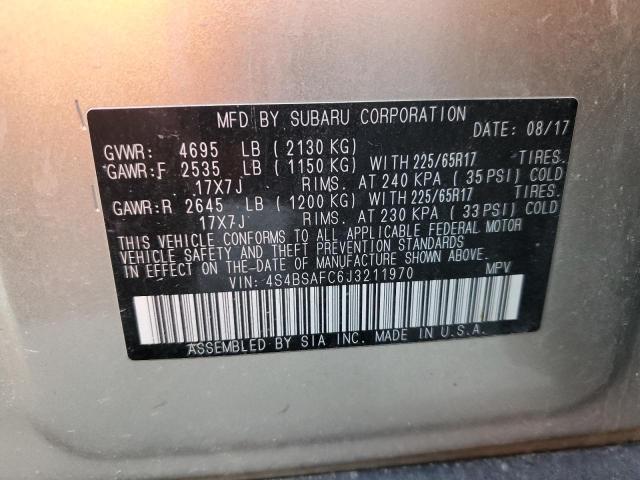 MFD BY SUBARU CORPORATION
DATE: 08/17
GVWR: 4695 LB ( 2130 KG)
GAWR:F 2535 LB ( 1150 KG) WITH 225/65R17 TIRES.
17X7J RIMS. AT 240 KPA ( 35 PSI) COLD
GAWR:R 2645 LB ( 1200 KG) WITH 225/65R17 TIRES.
17X7J RIMS. AT 230 KPA ( 33 PSI) COLD
THIS VEHICLE CONFORMS TO ALL APPLICABLE FEDERAL MOTOR
VEHICLE SAFETY AND THEFT PREVENTION STANDARDS
IN EFFECT ON THE DATE OF MANUFACTURE SHOWN ABOVE.
VIN: 4S4BSAFC6J3211970 MPV
ASSEMBLED BY SIA INC. MADE IN U.S.A.